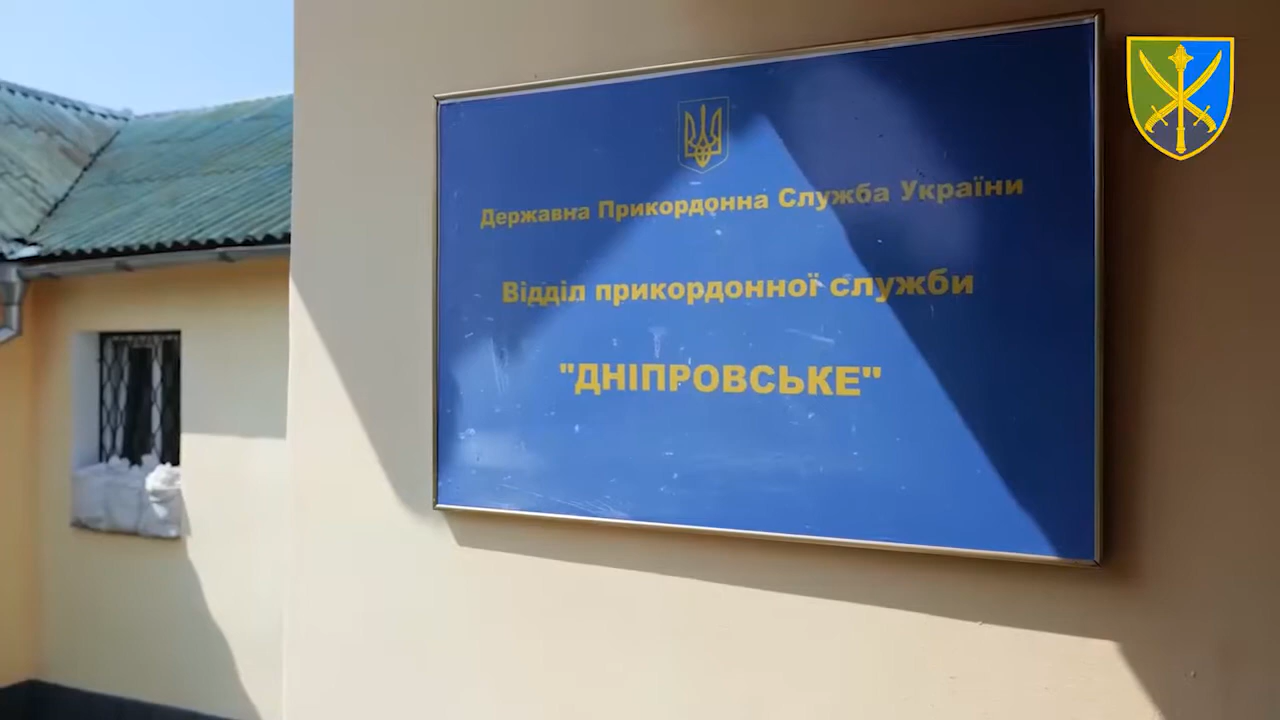 Державна Прикордонна Служба України
Відділ прикордонної служби
"ДНІПРОВСЬКЕ"